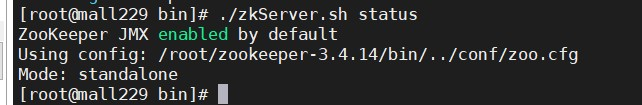 [root@mall229 bin]# ./zkServer.sh status
ZooKeeper JMX enabled by default
Using config: /root/zookeeper-3.4.14/bin/../conf/zoo.cfg
Mode: standalone
[root@mall229 bin]#